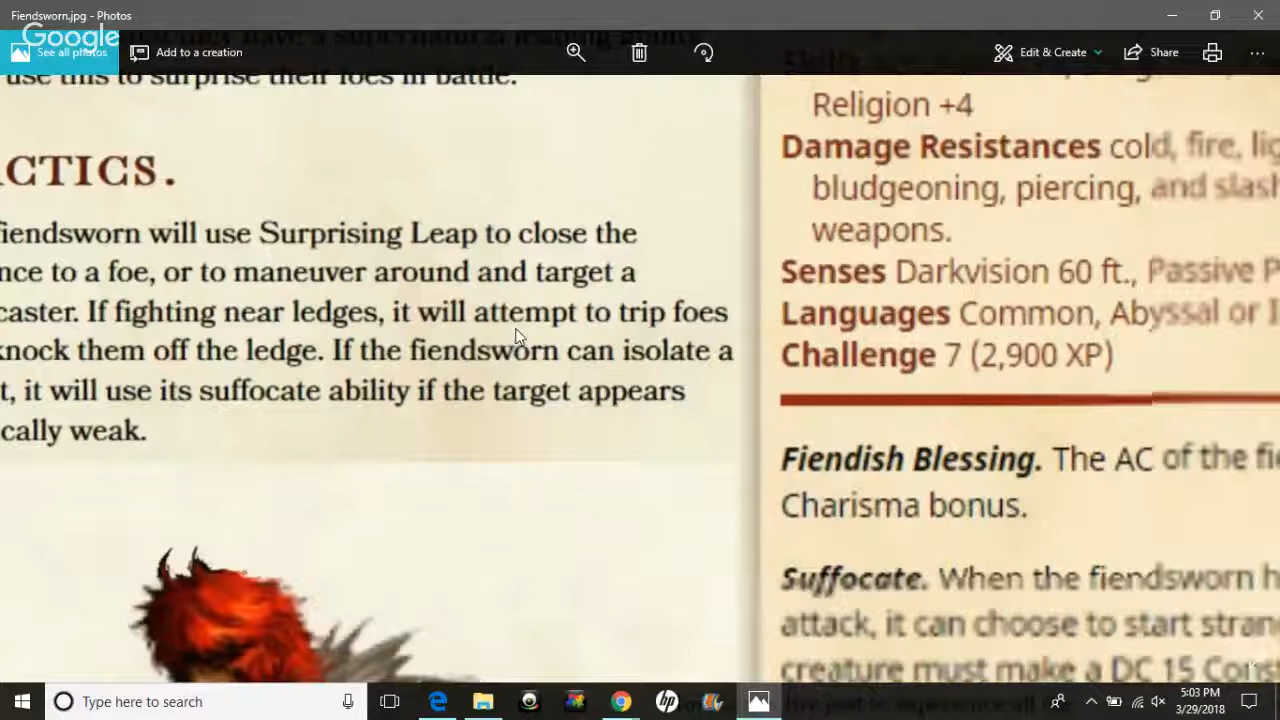 Fiendsworn.jpg - Photos
Google
See all photos
Add to a creation
Edit & Create
Share
use this to surprise their foes in battle.
CTICS.
fiendsworn will use Surprising Leap to close the
nce to a foe, or to maneuver around and target a
caster. If fighting near ledges, it will attempt to trip foes
knock them off the ledge. If the fiendsworn can isolate a
t, it will use its suffocate ability if the target appears
cally weak.
Religion +4
Damage Resistances cold, fire, lig
bludgeoning, piercing, and slash
weapons.
Senses Darkvision 60 ft., Passive P
Languages Common, Abyssal or I
Challenge 7 (2,900 XP)
Fiendish Blessing. The AC of the fie
Charisma bonus.
Suffocate. When the fiendsworn h
attack, it can choose to start stran
creature must make a DC 15 Cons
Type here to search
5:03 PM
3/29/2018